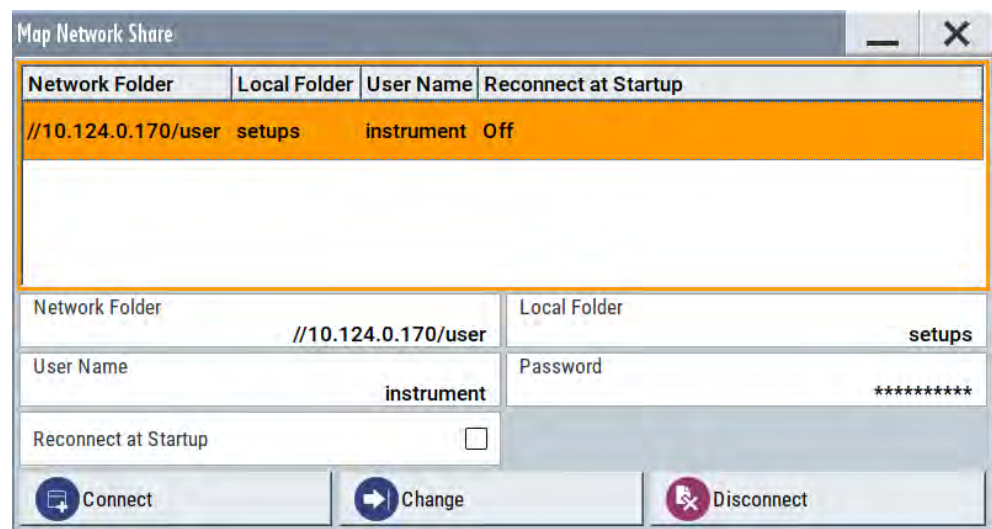 Map Network Share
Network Folder Local Folder User Name Reconnect at Startup
//10.124.0.170/user setups instrument Off
Network Folder Local Folder
//10.124.0.170/user setups
User Name Password
instrument **********
Reconnect at Startup
Connect Change Disconnect